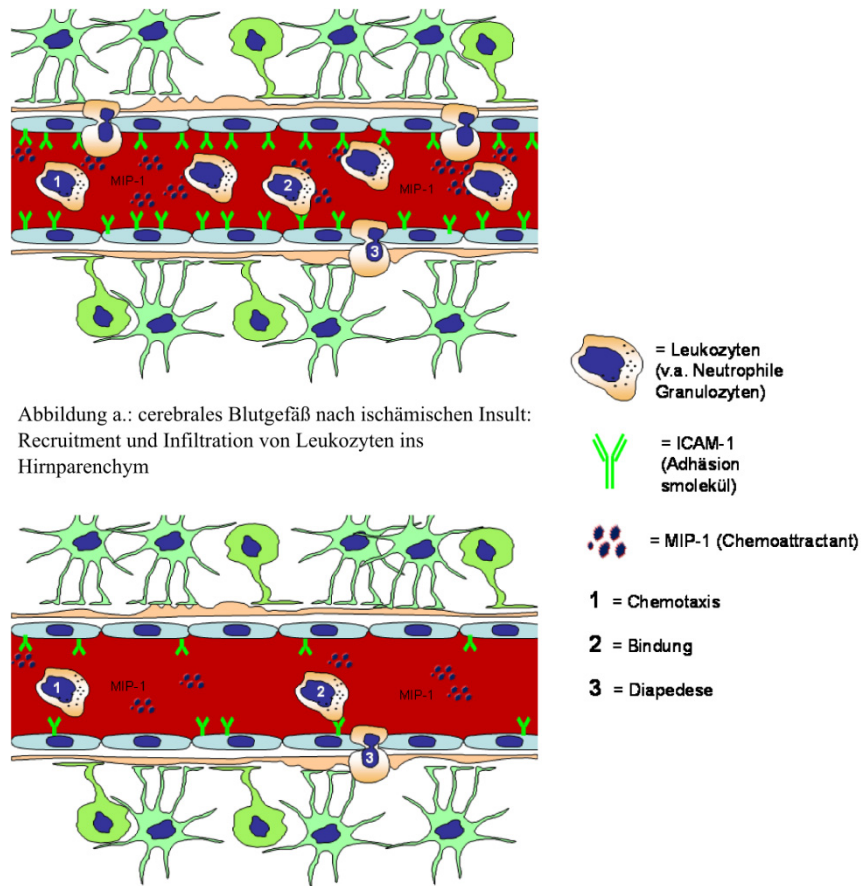 1
MIP-1
2
MIP-1
3
Abbildung a.: cerebrales Blutgefäß nach ischämischen Insult:
Recruitment und Infiltration von Leukozyten ins
Hirnparenchym
1
MIP-1
2
MIP-1
3
= Leukozyten
(v.a. Neutrophile
Granulozyten)
= ICAM-1
(Adhäsion
smolekül)
= MIP-1 (Chemoattractant)
1 = Chemotaxis
2 = Bindung
3 = Diapedese